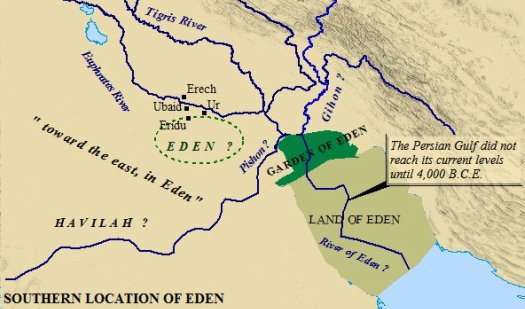 Tigris River
Euphrates River
Gihon ?
Erech
Ubaid
Ur
Eridu
EDEN ?
Pishon ?
GARDEN OF EDEN
The Persian Gulf did not
reach its current levels
until 4,000 B.C.E.
" toward the east, in Eden"
HAVILAH ?
LAND OF EDEN
River of Eden ?
SOUTHERN LOCATION OF EDEN